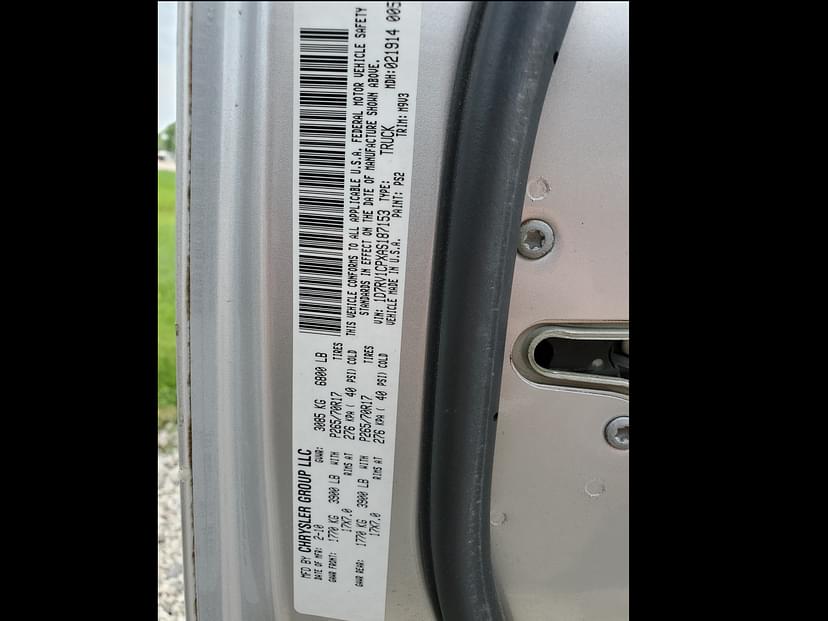 MFD BY CHRYSLER GROUP LLC
DATE OF MFR: 2-10 GVWR: 3085 KG 6800 LB
GAWR FRONT: 1770 KG 3900 LB WITH P265/70R17 TIRES
17X7.0 RIMS AT 276 KPA ( 40 PSI) COLD
GAWR REAR: 1770 KG 3900 LB WITH P265/70R17 TIRES
17X7.0 RIMS AT 276 KPA ( 40 PSI) COLD
THIS VEHICLE CONFORMS TO ALL APPLICABLE U.S.A. FEDERAL MOTOR VEHICLE SAFETY
STANDARDS IN EFFECT ON THE DATE OF MANUFACTURE SHOWN ABOVE.
VIN: 1D7RV1CPXAS187153 TYPE: TRUCK MDH:021914 005
VEHICLE MADE IN U.S.A. PAINT: PS2 TRIM: M9V3